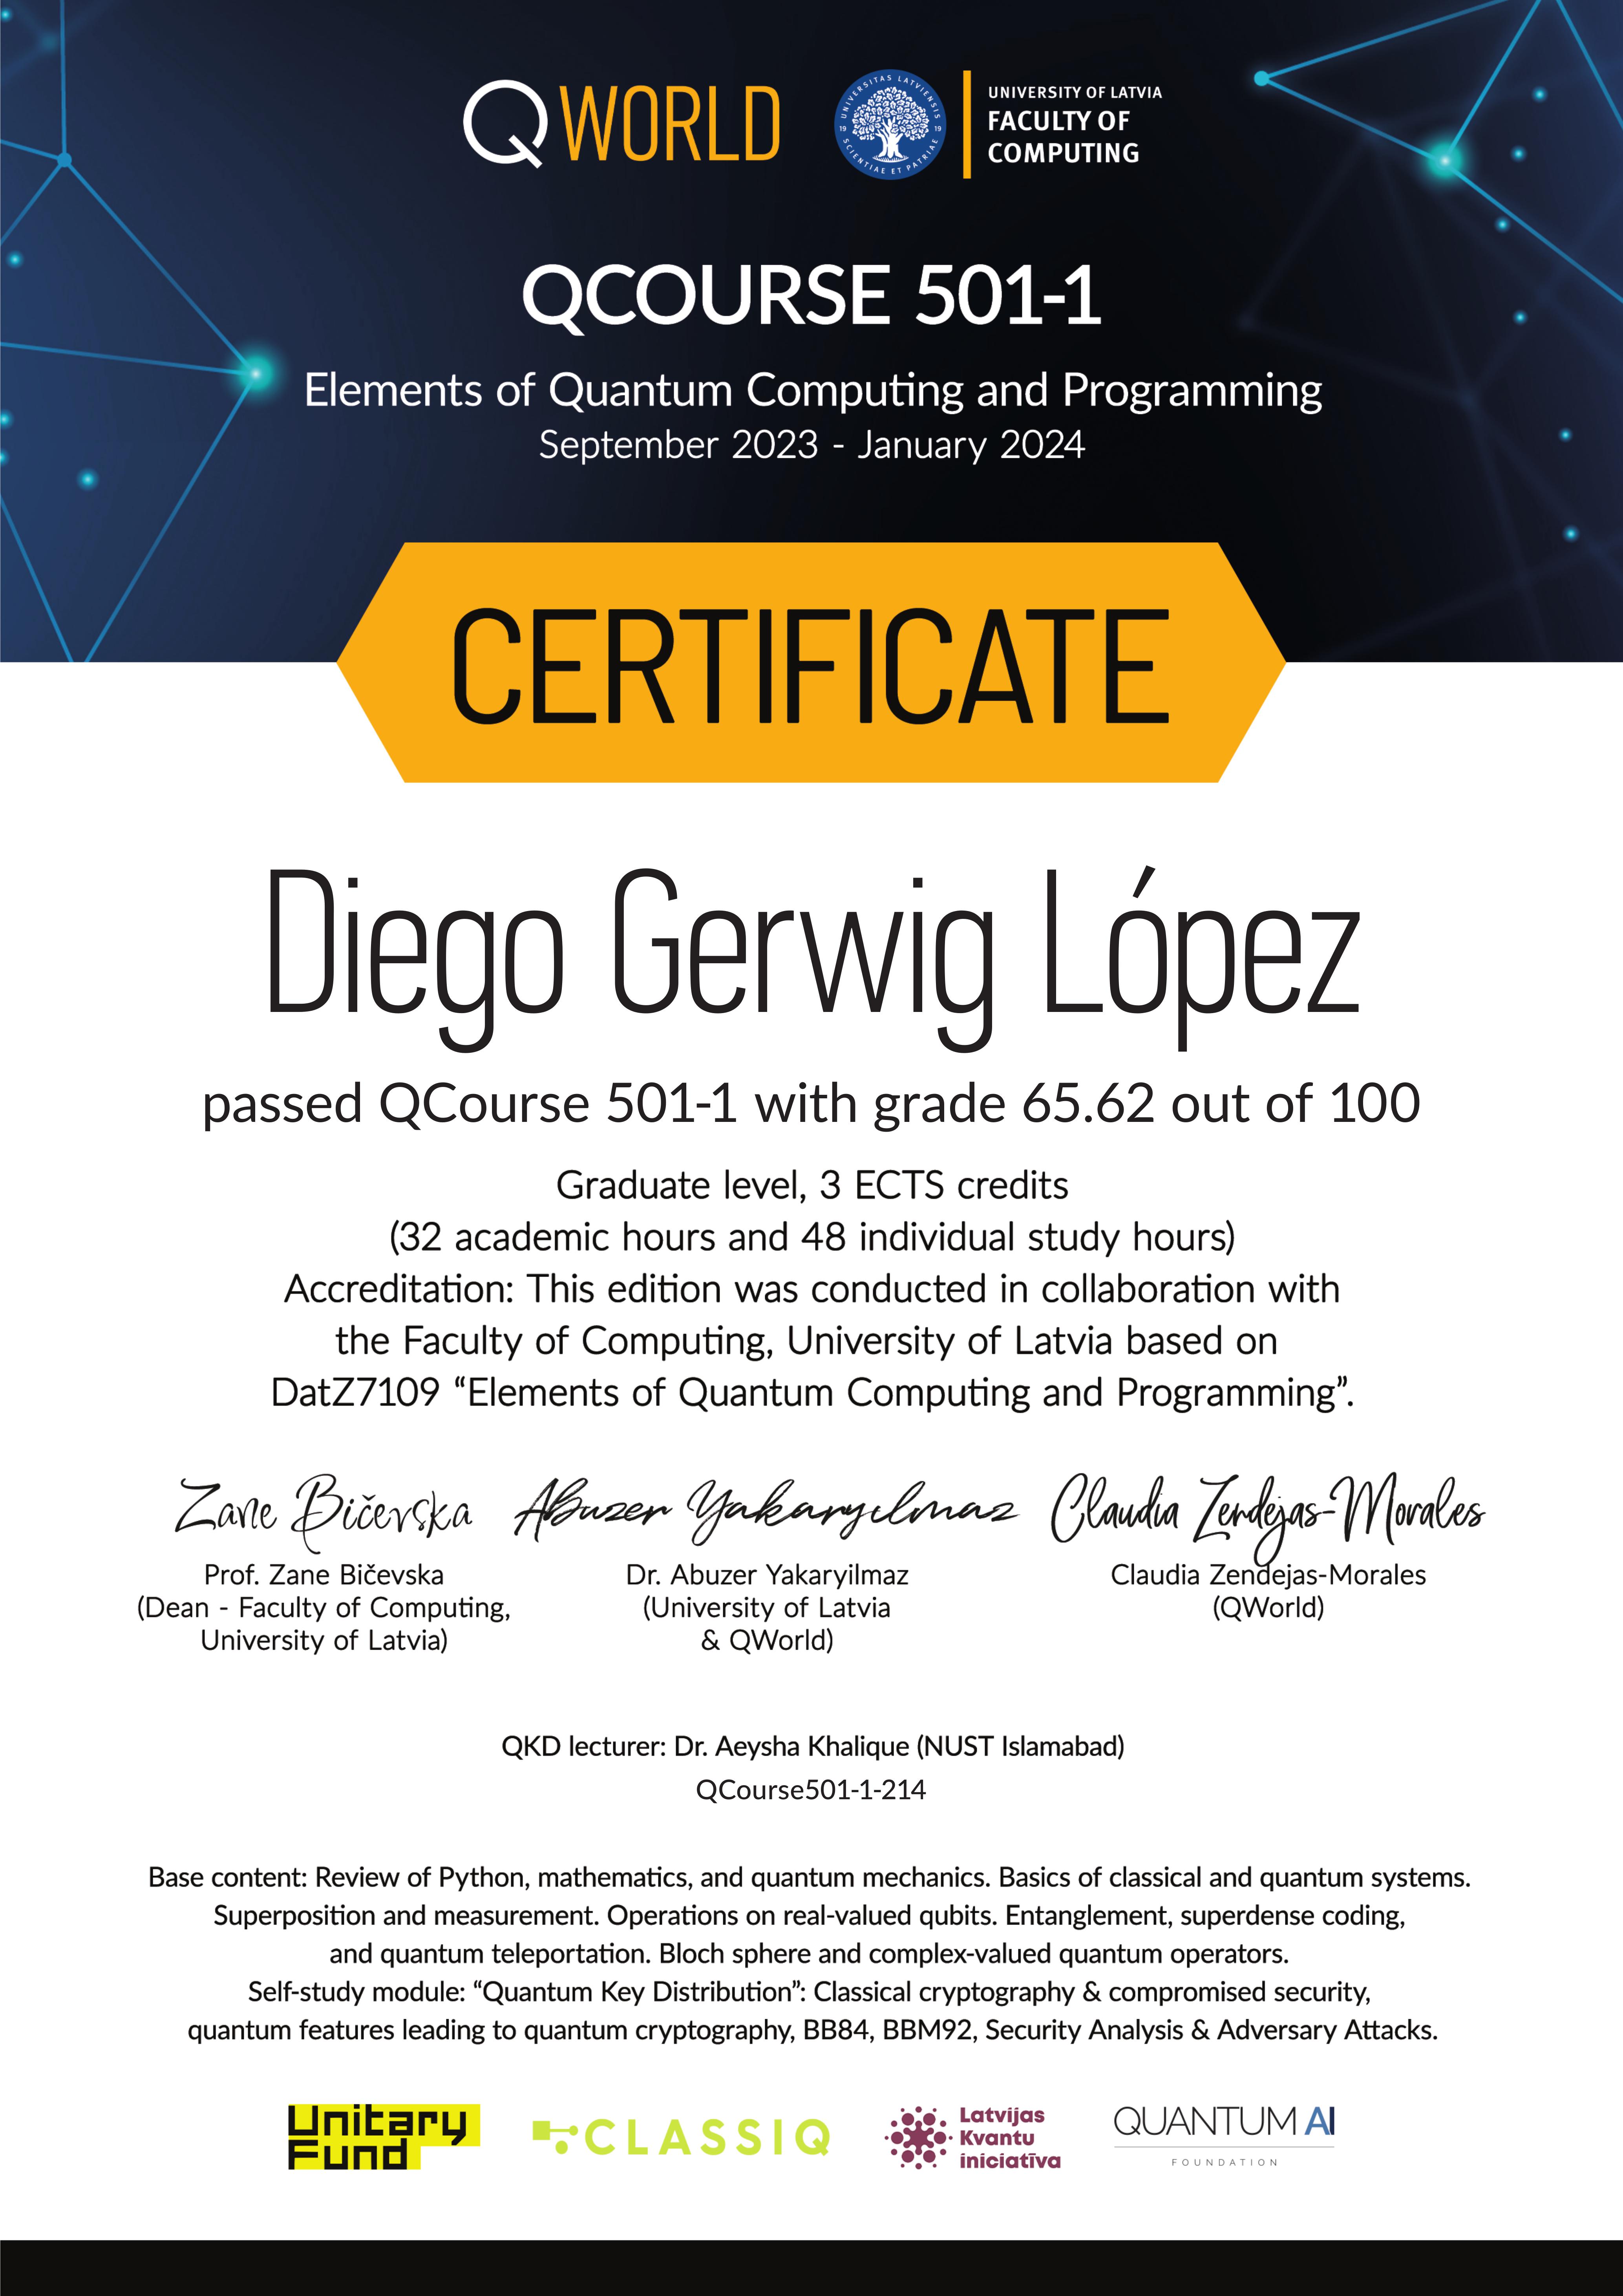 QWORLD
UNIVERSITAS LATVIENSIS
19 19
SCIENTIAE ET PATRIAE
UNIVERSITY OF LATVIA
FACULTY OF
COMPUTING
QCOURSE 501-1
Elements of Quantum Computing and Programming
September 2023 - January 2024
CERTIFICATE
Diego Gerwig López
passed QCourse 501-1 with grade 65.62 out of 100
Graduate level, 3 ECTS credits
(32 academic hours and 48 individual study hours)
Accreditation: This edition was conducted in collaboration with
the Faculty of Computing, University of Latvia based on
DatZ7109 “Elements of Quantum Computing and Programming”.
Zane Bičevska
Abuzer Yakaryılmaz
Claudia Zendejas-Morales
Prof. Zane Bičevska
(Dean - Faculty of Computing,
University of Latvia)
Dr. Abuzer Yakaryilmaz
(University of Latvia
& QWorld)
Claudia Zendejas-Morales
(QWorld)
QKD lecturer: Dr. Aeysha Khalique (NUST Islamabad)
QCourse501-1-214
Base content: Review of Python, mathematics, and quantum mechanics. Basics of classical and quantum systems.
Superposition and measurement. Operations on real-valued qubits. Entanglement, superdense coding,
and quantum teleportation. Bloch sphere and complex-valued quantum operators.
Self-study module: “Quantum Key Distribution”: Classical cryptography & compromised security,
quantum features leading to quantum cryptography, BB84, BBM92, Security Analysis & Adversary Attacks.
Unitary
Fund
CLASSIQ
Latvijas
Kvantu
iniciatīva
QUANTUM AI
FOUNDATION